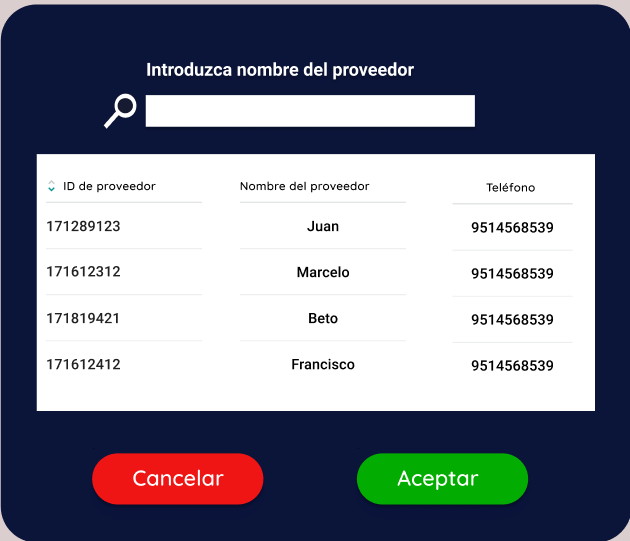 Introduzca nombre del proveedor
ID de proveedor Nombre del proveedor Teléfono
171289123 Juan 9514568539
171612312 Marcelo 9514568539
171819421 Beto 9514568539
171612412 Francisco 9514568539
Cancelar Aceptar